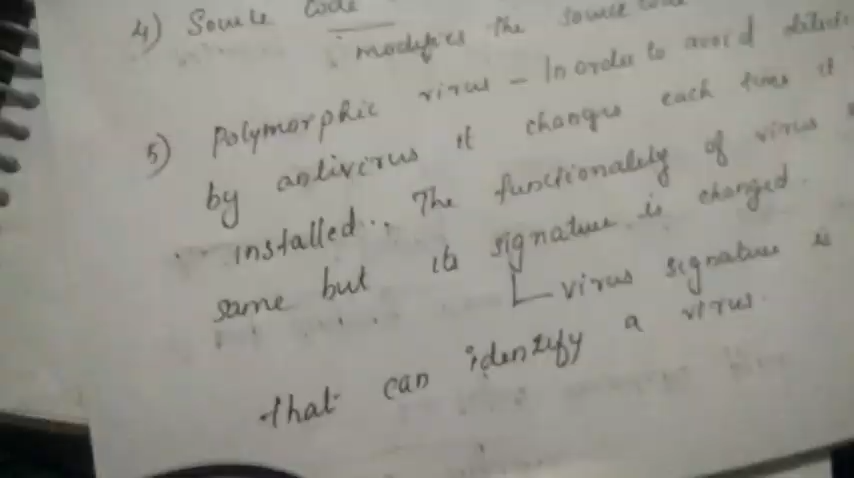 4) Source Code
modifies the source code
5) Polymorphic virus - In order to avoid
by antivirus it changes each time it
installed. The functionality of virus
same but its signature is changed.
virus signature is
that can identify a virus.